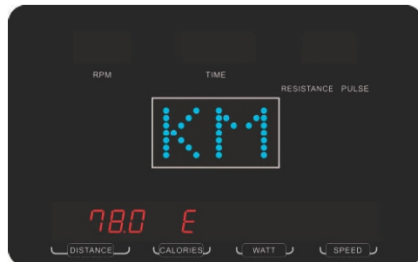 RPM TIME
RESISTANCE PULSE
KM
78.0 E
DISTANCE CALORIES WATT SPEED